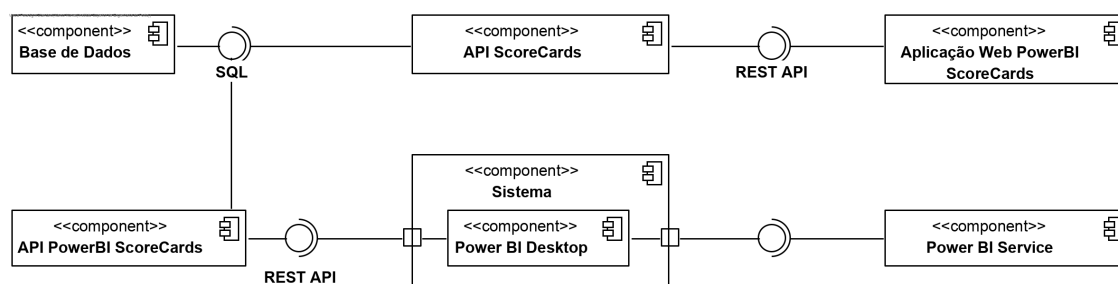 <<component>>
Base de Dados
SQL
<<component>>
API ScoreCards
REST API
<<component>>
Aplicação Web PowerBI
ScoreCards
<<component>>
Sistema
<<component>>
API PowerBI ScoreCards
REST API
<<component>>
Power BI Desktop
<<component>>
Power BI Service